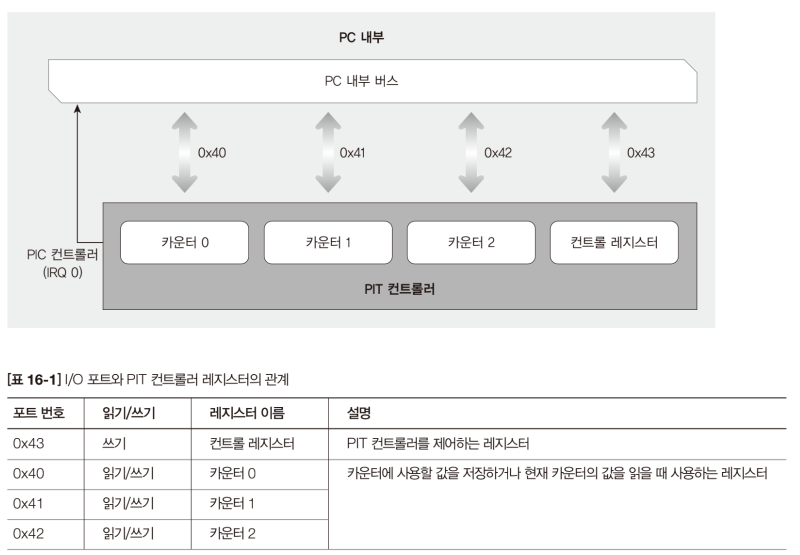 PC 내부
PC 내부 버스
0x40
0x41
0x42
0x43
카운터 0
카운터 1
카운터 2
컨트롤 레지스터
PIC 컨트롤러
(IRQ 0)
PIT 컨트롤러
[표 16-1] I/O 포트와 PIT 컨트롤러 레지스터의 관계
포트 번호 읽기/쓰기 레지스터 이름 설명
0x43 쓰기 컨트롤 레지스터 PIT 컨트롤러를 제어하는 레지스터
0x40 읽기/쓰기 카운터 0 카운터에 사용할 값을 저장하거나 현재 카운터의 값을 읽을 때 사용하는 레지스터
0x41 읽기/쓰기 카운터 1
0x42 읽기/쓰기 카운터 2